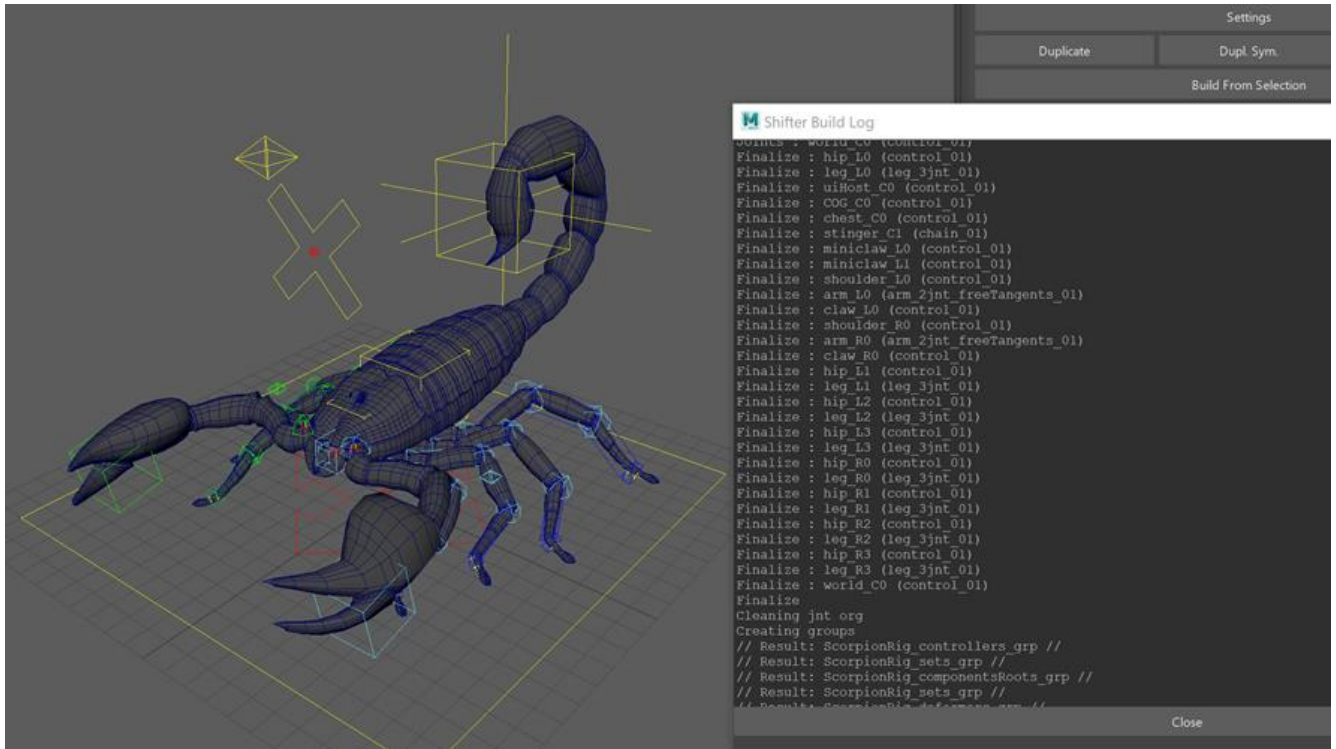 Settings
Duplicate
Dupl. Sym.
Build From Selection
Shifter Build Log
Joints : world_C0 (control_01)
Finalize : hip_L0 (control_01)
Finalize : leg_L0 (leg_3jnt_01)
Finalize : uiHost_C0 (control_01)
Finalize : COG_C0 (control_01)
Finalize : chest_C0 (control_01)
Finalize : stinger_C1 (chain_01)
Finalize : miniclaw_L0 (control_01)
Finalize : miniclaw_L1 (control_01)
Finalize : shoulder_L0 (control_01)
Finalize : arm_L0 (arm_2jnt_freeTangents_01)
Finalize : claw_L0 (control_01)
Finalize : shoulder_R0 (control_01)
Finalize : arm_R0 (arm_2jnt_freeTangents_01)
Finalize : claw_R0 (control_01)
Finalize : hip_L1 (control_01)
Finalize : leg_L1 (leg_3jnt_01)
Finalize : hip_L2 (control_01)
Finalize : leg_L2 (leg_3jnt_01)
Finalize : hip_L3 (control_01)
Finalize : leg_L3 (leg_3jnt_01)
Finalize : hip_R0 (control_01)
Finalize : leg_R0 (leg_3jnt_01)
Finalize : hip_R1 (control_01)
Finalize : leg_R1 (leg_3jnt_01)
Finalize : hip_R2 (control_01)
Finalize : leg_R2 (leg_3jnt_01)
Finalize : hip_R3 (control_01)
Finalize : leg_R3 (leg_3jnt_01)
Finalize : world_C0 (control_01)
Finalize
Cleaning jnt org
Creating groups
// Result: ScorpionRig_controllers_grp //
// Result: ScorpionRig_sets_grp //
// Result: ScorpionRig_componentsRoots_grp //
// Result: ScorpionRig_sets_grp //
// Result: ScorpionRig_deformers_grp //
Close